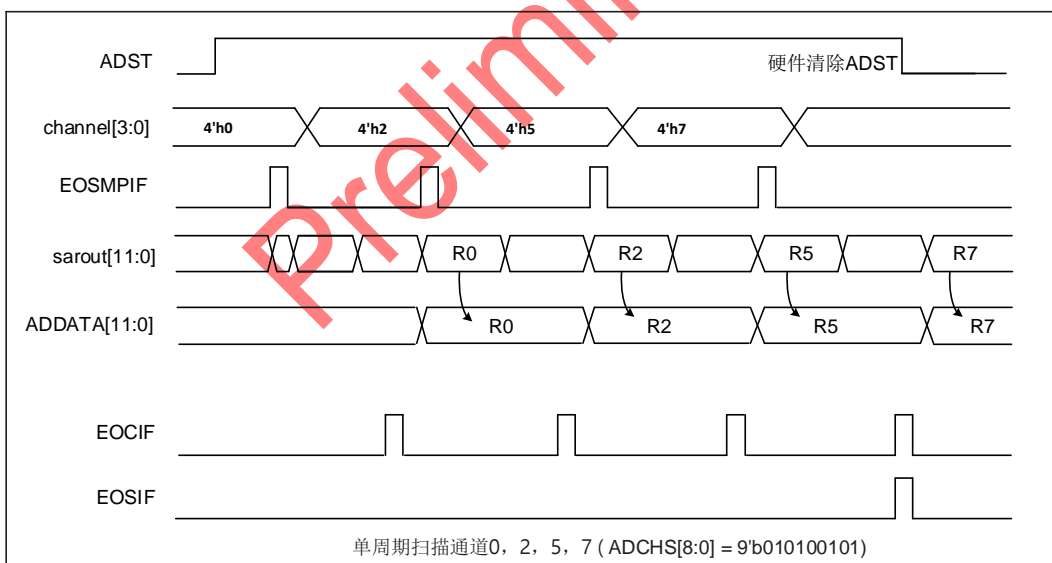 ADST
硬件清除ADST
channel[3:0]
4'h0
4'h2
4'h5
4'h7
EOSMPIF
sarout[11:0]
R0
R2
R5
R7
ADDATA[11:0]
R0
R2
R5
R7
EOCIF
EOSIF
单周期扫描通道0，2，5，7 ( ADCHS[8:0] = 9'b010100101)
Prelimi